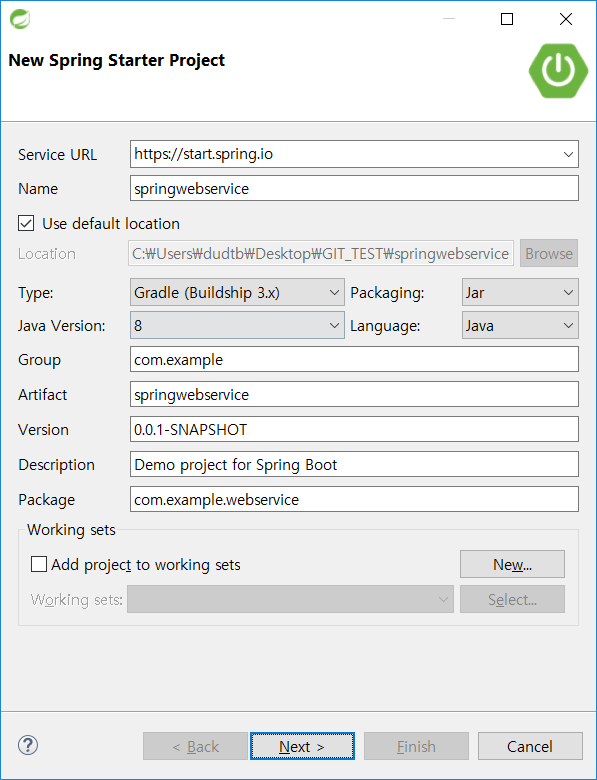 New Spring Starter Project
Service URL https://start.spring.io
Name springwebservice
Use default location
Location C:₩Users₩dudtb₩Desktop₩GIT_TEST₩springwebservice Browse
Type: Gradle (Buildship 3.x) Packaging: Jar
Java Version: 8 Language: Java
Group com.example
Artifact springwebservice
Version 0.0.1-SNAPSHOT
Description Demo project for Spring Boot
Package com.example.webservice
Working sets
Add project to working sets New...
Working sets: Select...
? < Back Next > Finish Cancel